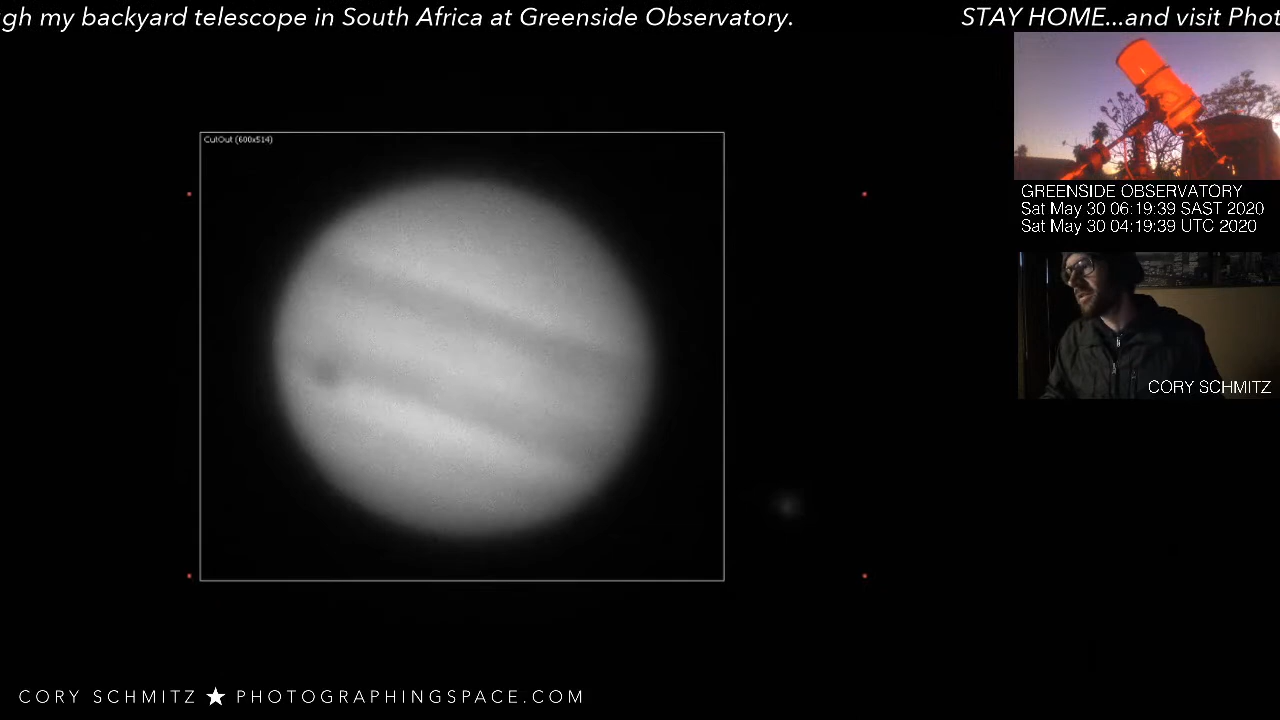 gh my backyard telescope in South Africa at Greenside Observatory.
STAY HOME...and visit Phot
CutOut (600x514)
GREENSIDE OBSERVATORY
Sat May 30 06:19:39 SAST 2020
Sat May 30 04:19:39 UTC 2020
CORY SCHMITZ
CORY SCHMITZ ★ PHOTOGRAPHINGSPACE.COM